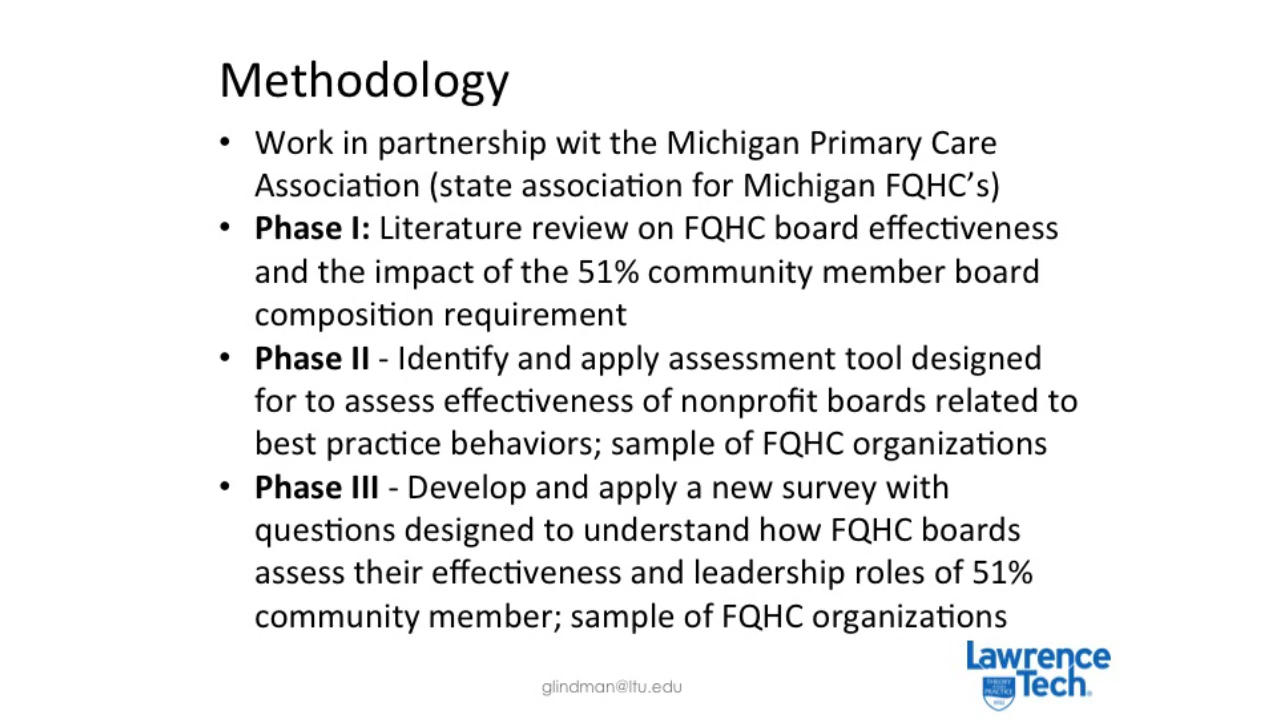 Methodology
• Work in partnership wit the Michigan Primary Care
Association (state association for Michigan FQHC’s)
• Phase I: Literature review on FQHC board effectiveness
and the impact of the 51% community member board
composition requirement
• Phase II - Identify and apply assessment tool designed
for to assess effectiveness of nonprofit boards related to
best practice behaviors; sample of FQHC organizations
• Phase III - Develop and apply a new survey with
questions designed to understand how FQHC boards
assess their effectiveness and leadership roles of 51%
community member; sample of FQHC organizations
Lawrence
Tech
THEORY
AND
PRACTICE
glindman@ltu.edu